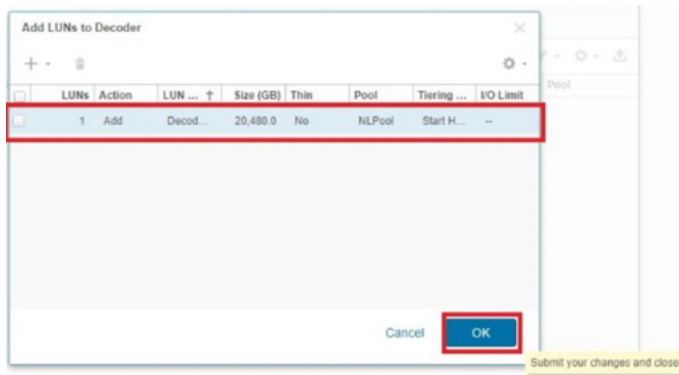 Add LUNs to Decoder
Pool
LUNs Action LUN ... ↑ Size (GB) Thin Pool Tiering ... I/O Limit
1 Add Decod... 20,480.0 No NLPool Start H... --
Cancel OK
Submit your changes and close